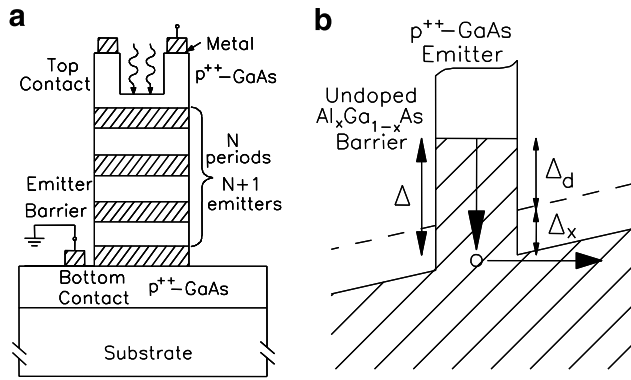 a
Metal
Top
Contact
p++-GaAs
N
periods
N+1
emitters
Emitter
Barrier
Bottom
Contact
p++-GaAs
Substrate
b
p++-GaAs
Emitter
Undoped
AlxGa1-xAs
Barrier
Δ
Δd
Δx